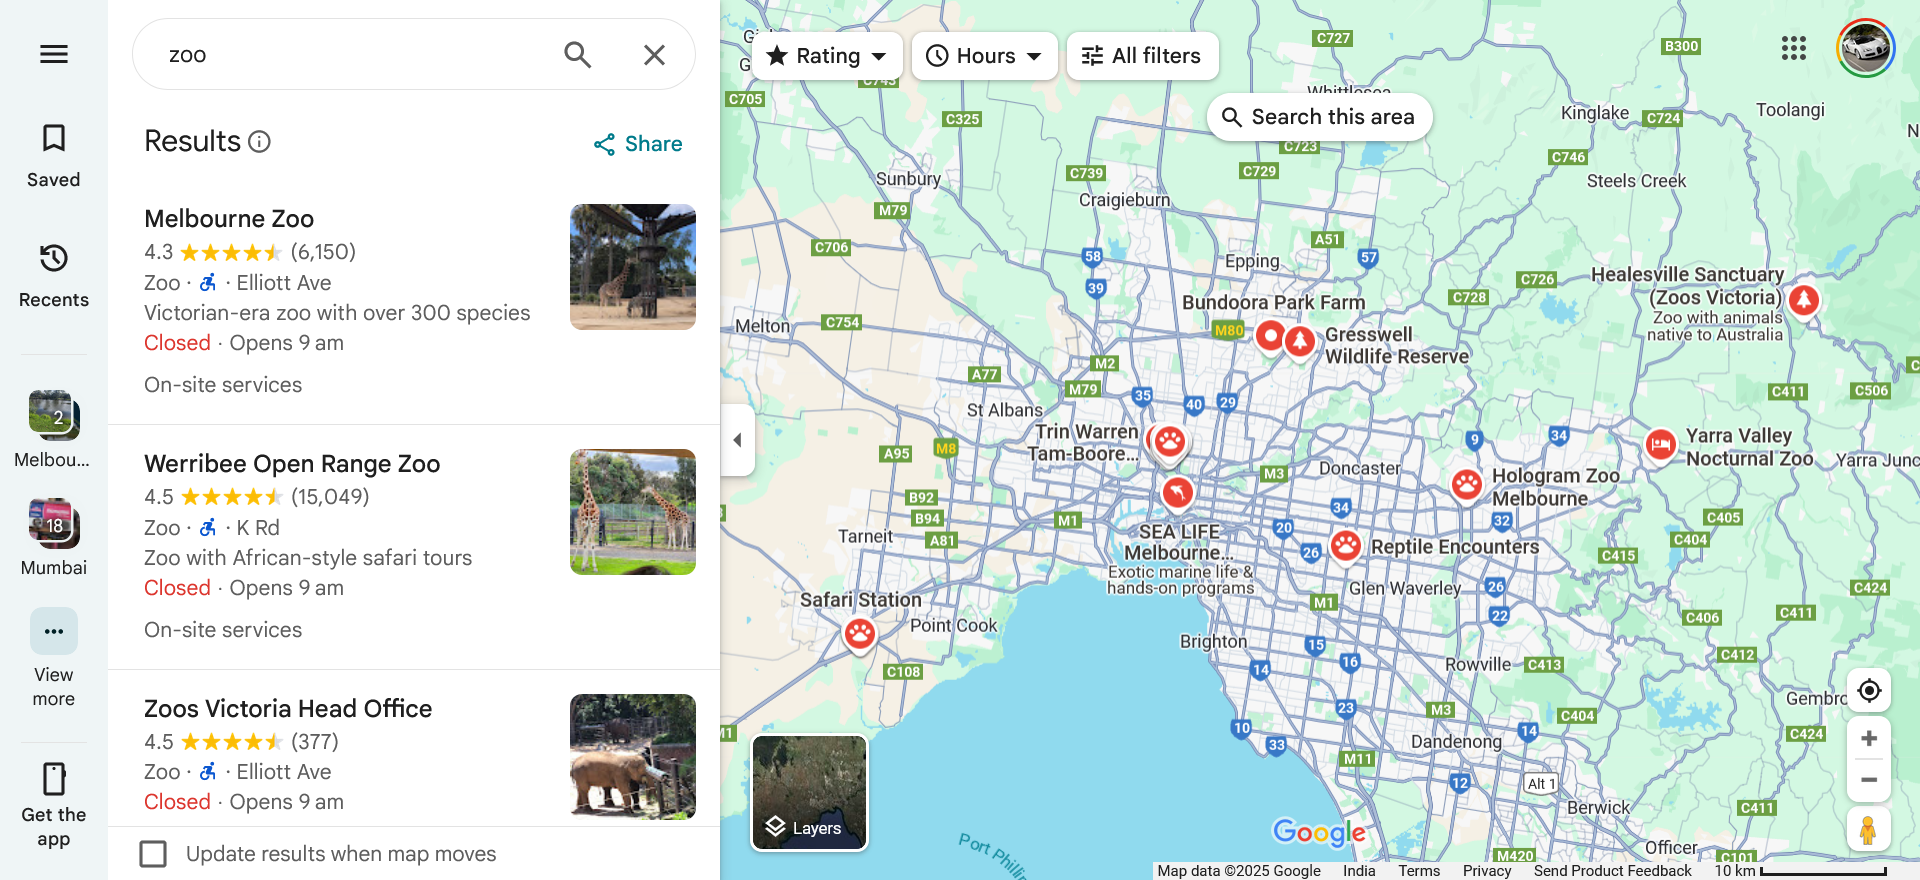 zoo
Results
Share
Melbourne Zoo
4.3 (6,150)
Zoo · · Elliott Ave
Victorian-era zoo with over 300 species
Closed · Opens 9 am
On-site services
Werribee Open Range Zoo
4.5 (15,049)
Zoo · · K Rd
Zoo with African-style safari tours
Closed · Opens 9 am
On-site services
Zoos Victoria Head Office
4.5 (377)
Zoo · · Elliott Ave
Closed · Opens 9 am
Update results when map moves
Saved
Recents
2
Melbou...
18
Mumbai
View
more
Get the
app
Rating
Hours
All filters
Search this area
C727
B300
C743
C705
C325
Whittlesea
Kinglake
C724
Toolangi
C723
C746
C729
C739
Sunbury
Steels Creek
Craigieburn
M79
A51
C706
58
57
Epping
39
C726
Healesville Sanctuary
(Zoos Victoria)
Zoo with animals
native to Australia
C728
Bundoora Park Farm
Melton
C754
M80
Gresswell
Wildlife Reserve
M2
A77
M79
C411
C506
35
40
29
St Albans
Trin Warren
Tam-Boore...
9
34
Yarra Valley
Nocturnal Zoo
Yarra Junc
M8
A95
M3
Doncaster
Hologram Zoo
Melbourne
B92
34
32
C405
B94
M1
20
C404
SEA LIFE
Melbourne...
Exotic marine life &
hands-on programs
Tarneit
A81
26
Reptile Encounters
C415
Glen Waverley
26
C424
Safari Station
M1
22
C406
C411
Point Cook
Brighton
15
C412
C108
14
16
Rowville
C413
Gembro
23
M3
C404
10
14
C424
M1
33
Dandenong
M11
12
Alt 1
Berwick
C411
Layers
Google
Port Phillip
Officer
M420
C101
Map data ©2025 Google
India
Terms
Privacy
Send Product Feedback
10 km